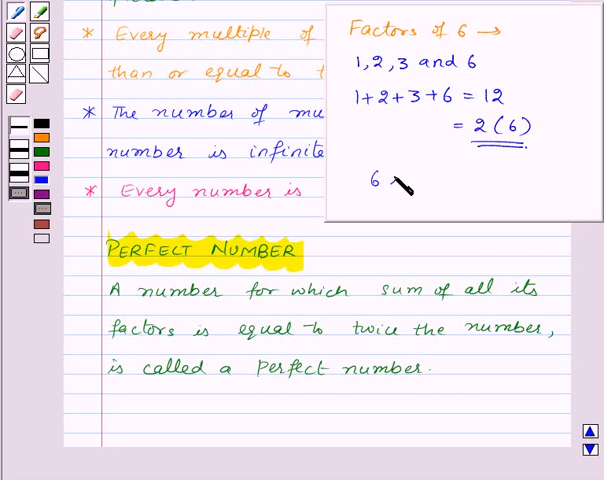 * Every multiple of
than or equal to
* The number of
number is infinite
* Every number is
PERFECT NUMBER
A number for which sum of all its
factors is equal to twice the number,
is called a perfect number.
Factors of 6 →
1, 2, 3 and 6
1+2+3+6 = 12
= 2(6)
6